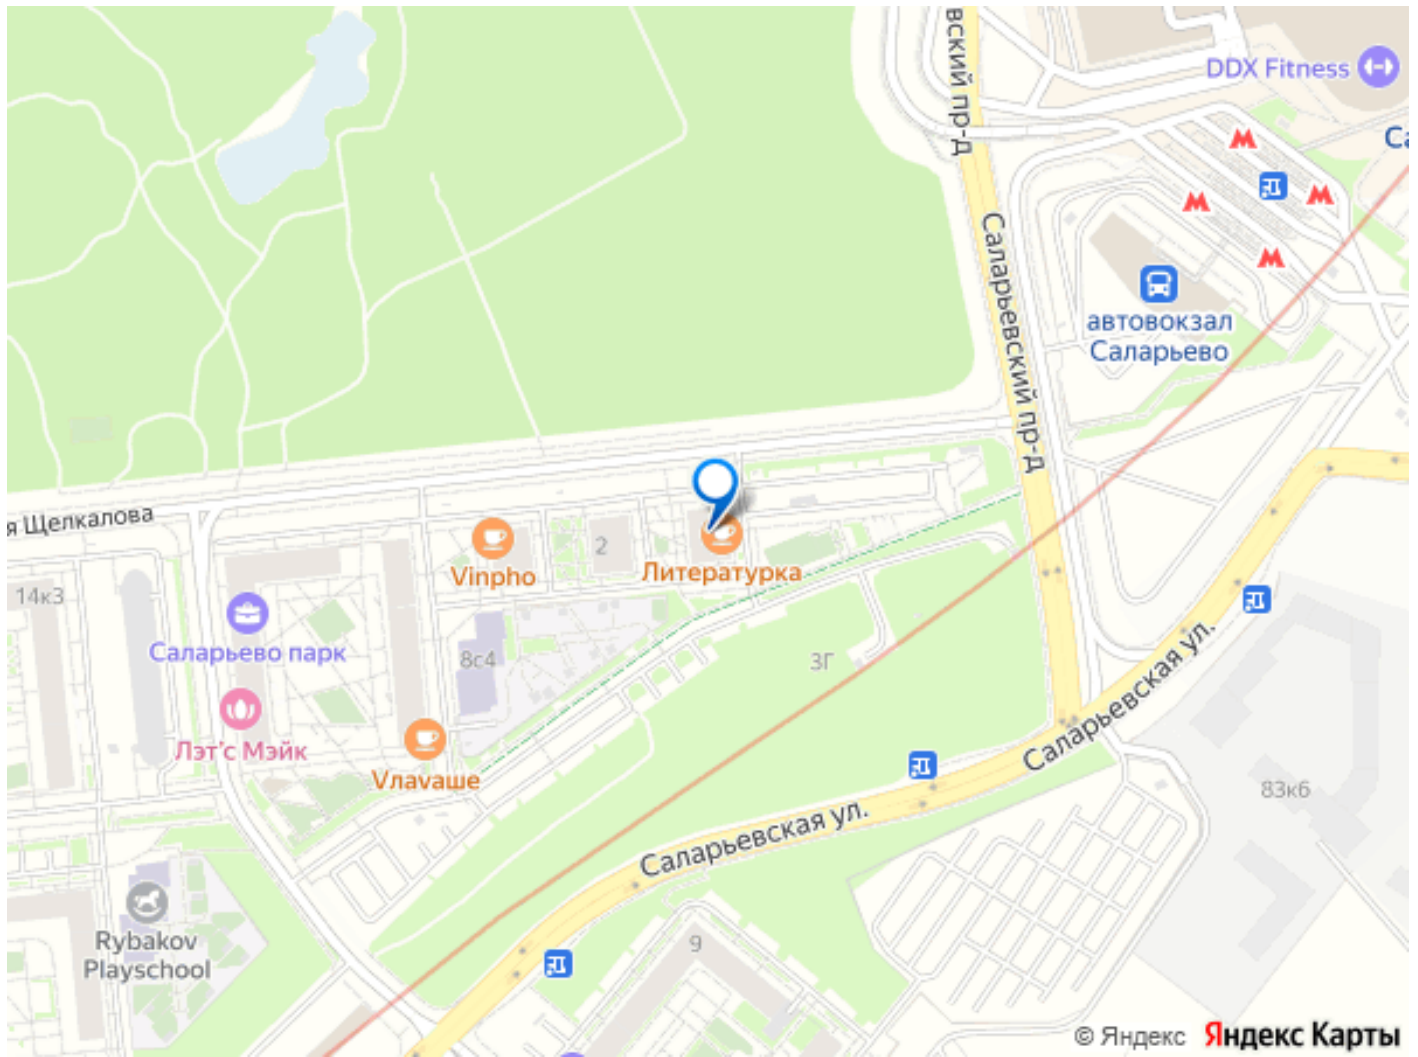 вский пр-д
DDX Fitness
Са
Саларьевский пр-д
автовокзал
Саларьево
я Щелкалова
Vinpho
2
Литературка
14к3
Саларьево парк
8с4
3Г
Саларьевская ул.
Лэт'с Мэйк
Vлаvаше
83к6
Саларьевская ул.
Rybakov
Playschool
9
© Яндекс Яндекс Карты